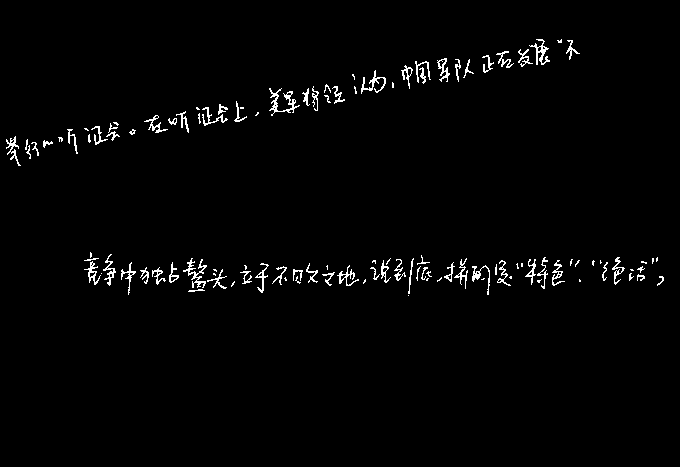 举行听证会。在听证会上，美军将领认为，中国军队正在发展“不
竞争中独占鳌头，立于不败之地，说到底，拼的是“特色”、“绝活”，